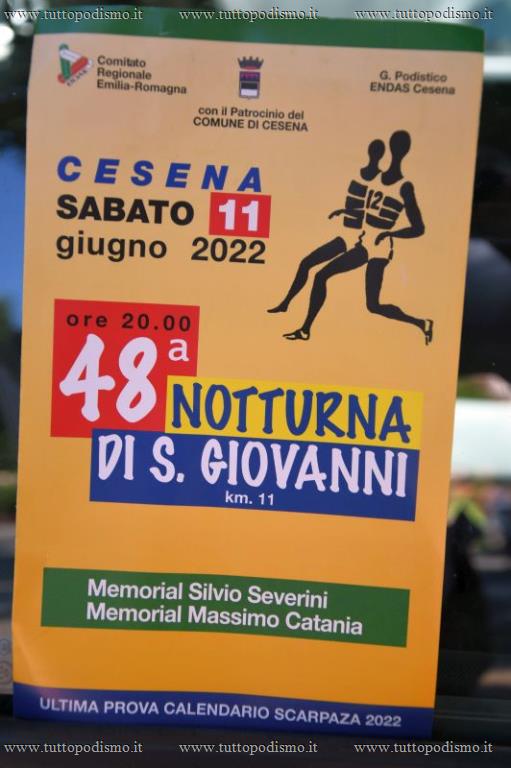 www.tuttopodismo.it www.tuttopodismo.it www.tuttopodismo.it
Comitato
Regionale
Emilia-Romagna
con il Patrocinio del
COMUNE DI CESENA
G. Podistico
ENDAS Cesena
CESENA
SABATO 11
giugno 2022
12
ore 20.00
48a
NOTTURNA
DI S. GIOVANNI
km. 11
Memorial Silvio Severini
Memorial Massimo Catania
ULTIMA PROVA CALENDARIO SCARPAZA 2022
www.tuttopodismo.it www.tuttopodismo.it www.tuttopodismo.it